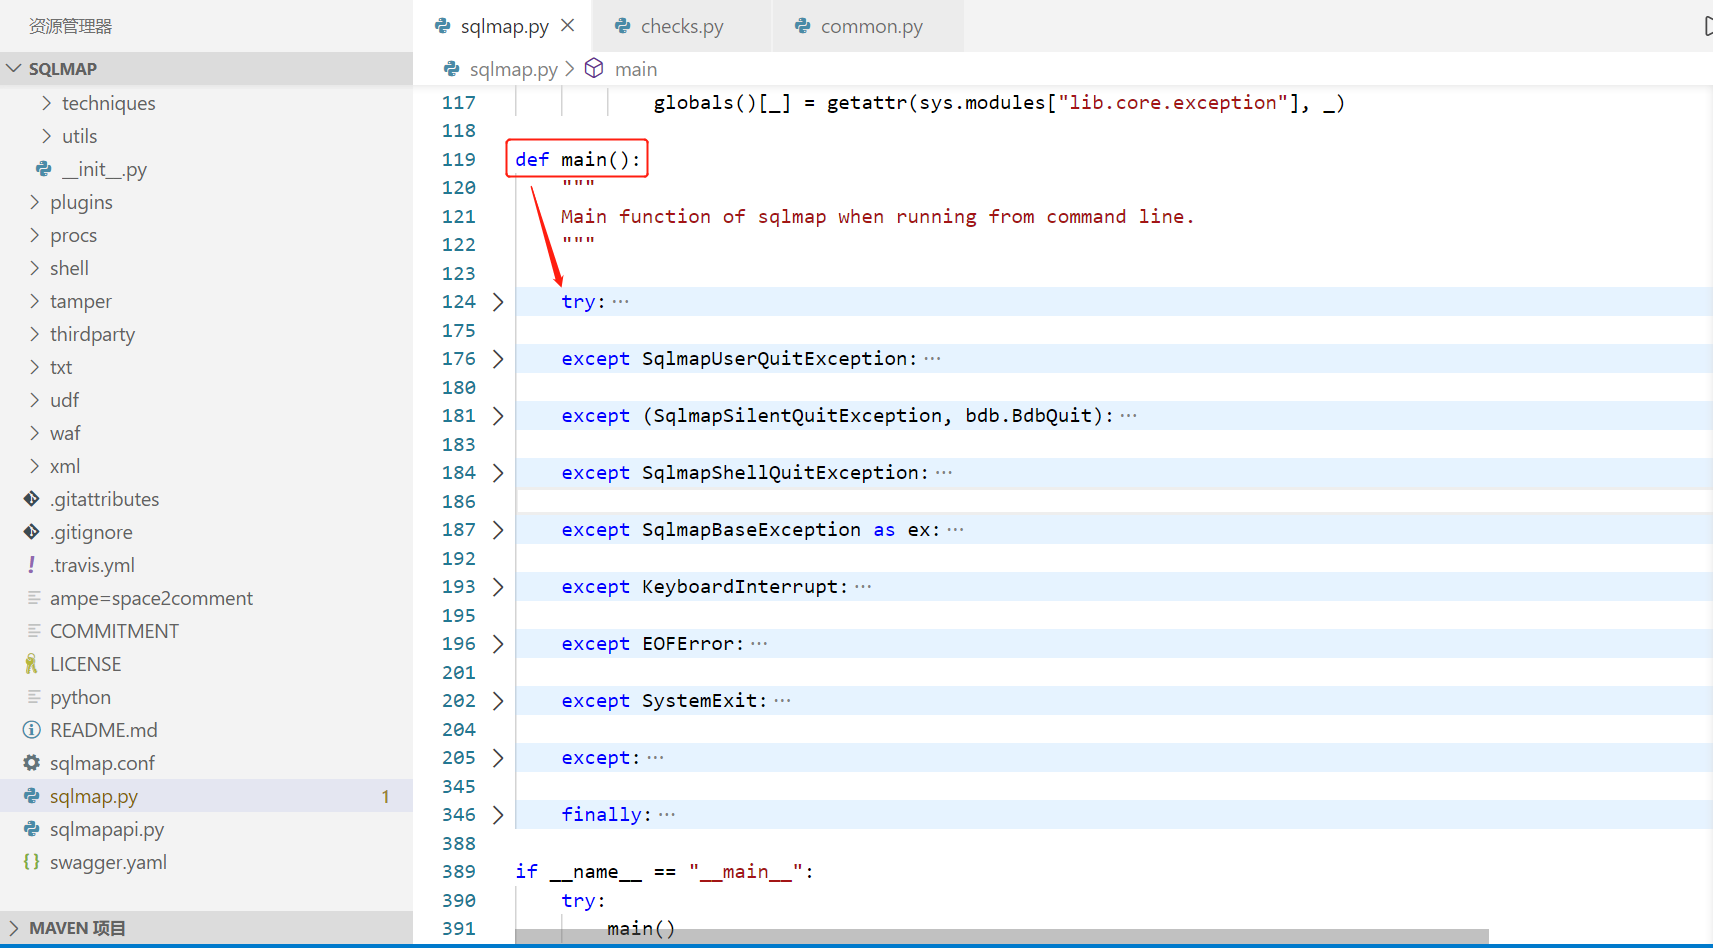 资源管理器
SQLMAP
techniques
utils
__init__.py
plugins
procs
shell
tamper
thirdparty
txt
udf
waf
xml
.gitattributes
.gitignore
.travis.yml
ampe=space2comment
COMMITMENT
LICENSE
python
README.md
sqlmap.conf
sqlmap.py 1
sqlmapapi.py
swagger.yaml
MAVEN 项目
sqlmap.py checks.py common.py
sqlmap.py > main
117 globals()[_] = getattr(sys.modules["lib.core.exception"], _)
118
119 def main():
120 """
121 Main function of sqlmap when running from command line.
122 """
123
124 try:···
175
176 except SqlmapUserQuitException:···
180
181 except (SqlmapSilentQuitException, bdb.BdbQuit):···
183
184 except SqlmapShellQuitException:···
186
187 except SqlmapBaseException as ex:···
192
193 except KeyboardInterrupt:···
195
196 except EOFError:···
201
202 except SystemExit:···
204
205 except:···
345
346 finally:···
388
389 if __name__ == "__main__":
390 try:
391 main()